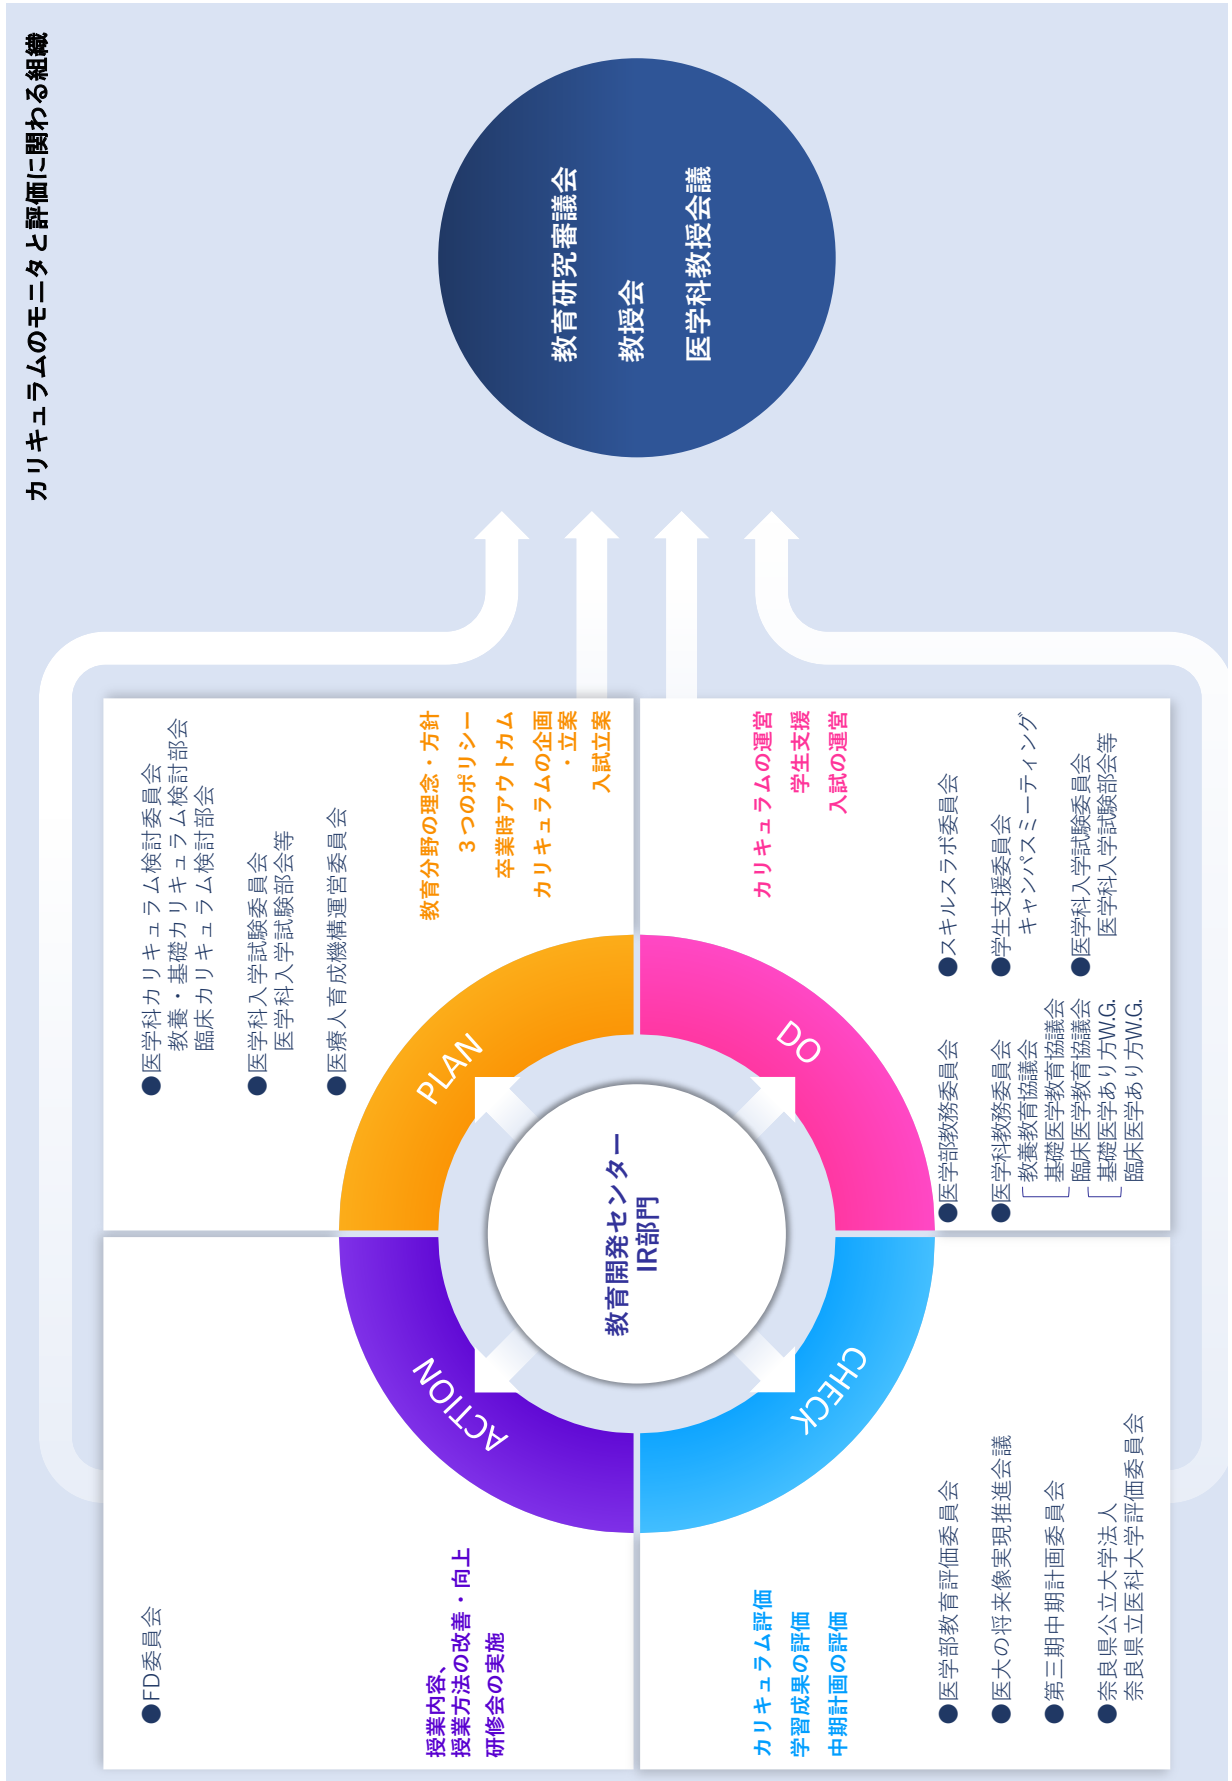 カリキュラムのモニタと評価に関わる組織
教育研究審議会
教授会
医学科教授会議
●FD委員会
授業内容、
授業方法の改善・向上
研修会の実施
ACTION
●医学科カリキュラム検討委員会
教養・基礎カリキュラム検討部会
臨床カリキュラム検討部会
●医学科入学試験委員会
医学科入学試験部会等
●医療人育成機構運営委員会
教育分野の理念・方針
3つのポリシー
卒業時アウトカム
カリキュラムの企画
・立案
入試立案
PLAN
教育開発センター
IR部門
CHECK
カリキュラム評価
学習成果の評価
中期計画の評価
●医学部教育評価委員会
●医大の将来像実現推進会議
●第三期中期計画委員会
●奈良県公立大学法人
奈良県立医科大学評価委員会
DO
カリキュラムの運営
学生支援
入試の運営
●医学部教務委員会
●医学科教務委員会
教養教育協議会
基礎医学教育協議会
臨床医学教育協議会
基礎医学あり方W.G.
臨床医学あり方W.G.
●スキルスラボ委員会
●学生支援委員会
キャンパスミーティング
●医学科入学試験委員会
医学科入学試験部会等